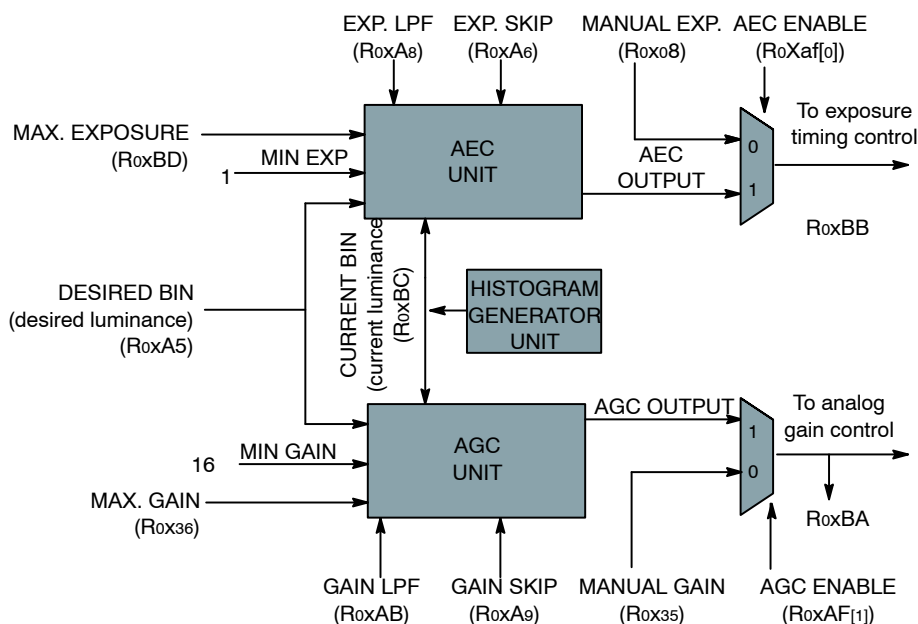 EXP. LPF
(R0xA8)
EXP. SKIP
(R0xA6)
MANUAL EXP.
(R0x08)
AEC ENABLE
(R0Xaf[0])
MAX. EXPOSURE
(R0xBD)
1
MIN EXP
AEC
UNIT
AEC
OUTPUT
0
1
To exposure
timing control
R0xBB
DESIRED BIN
(desired luminance)
(R0xA5)
CURRENT BIN
(current luminance)
(R0xBC)
HISTOGRAM
GENERATOR
UNIT
16
MIN GAIN
MAX. GAIN
(R0x36)
AGC
UNIT
AGC OUTPUT
1
0
To analog
gain control
R0xBA
GAIN LPF
(R0xAB)
GAIN SKIP
(R0xA9)
MANUAL GAIN
(R0x35)
AGC ENABLE
(R0xAF[1])